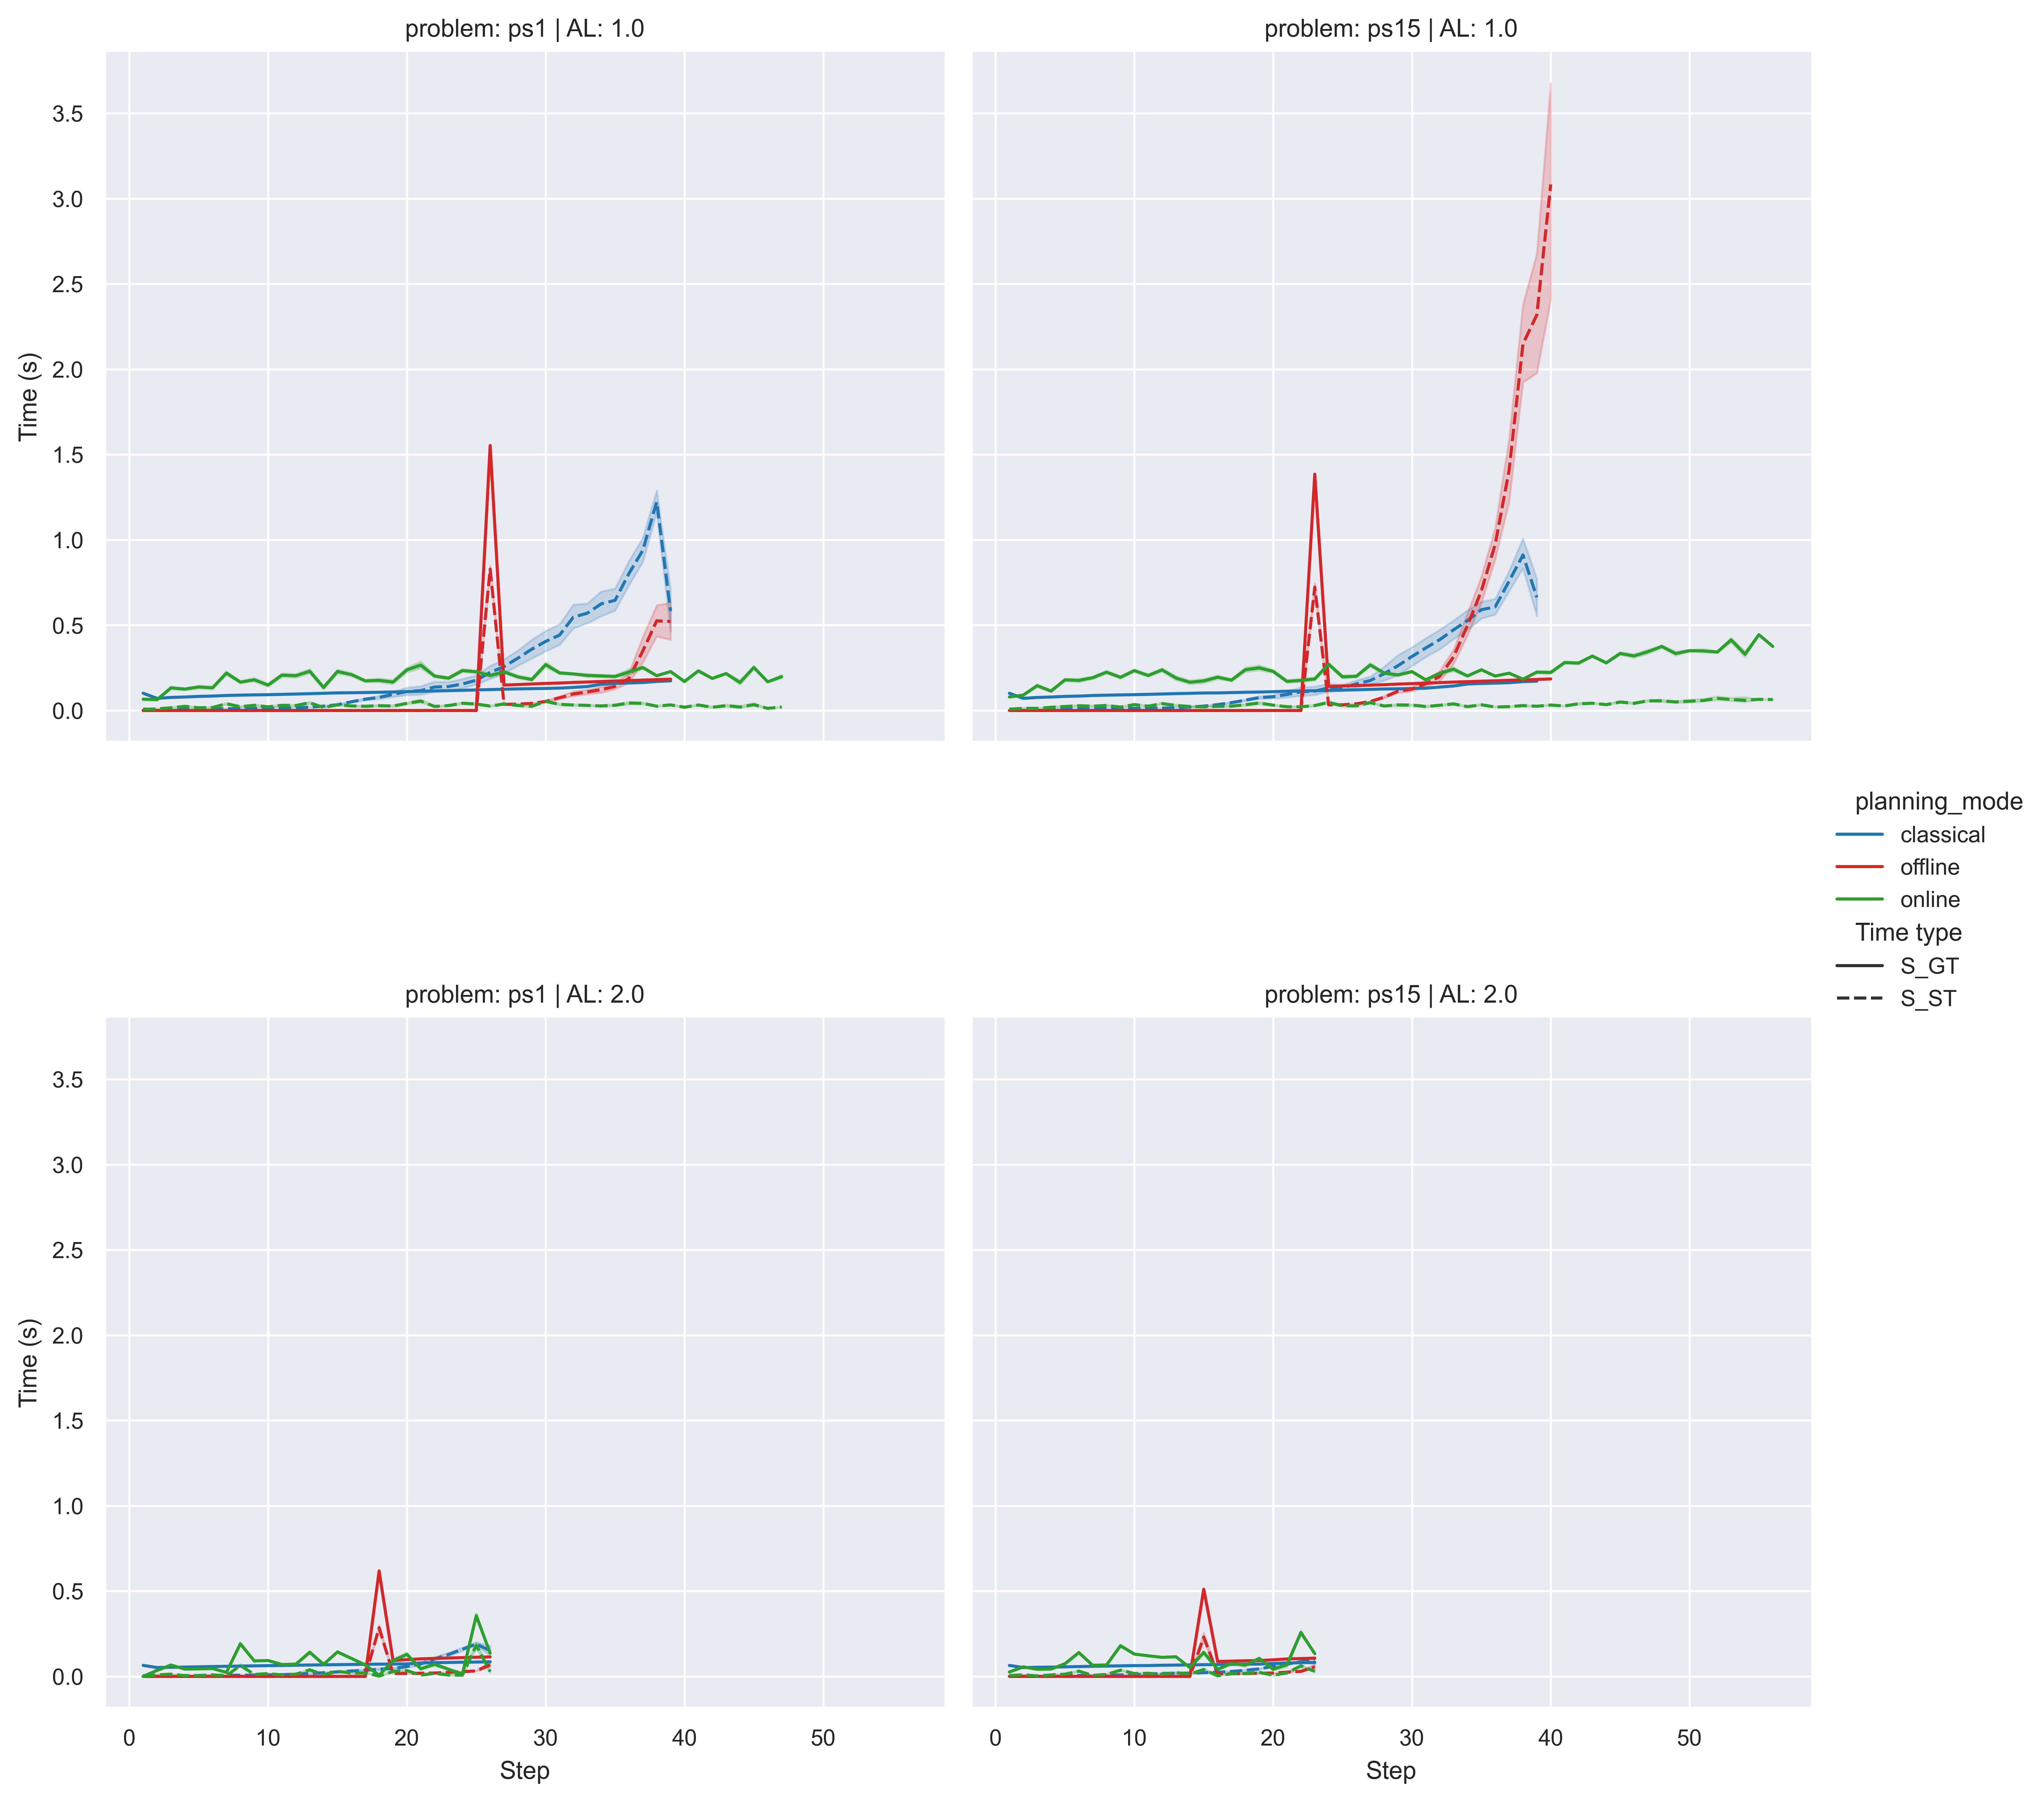 problem: ps1 | AL: 1.0
problem: ps15 | AL: 1.0
3.5
3.0
2.5
2.0
1.5
1.0
0.5
0.0
Time (s)
planning_mode
classical
offline
online
Time type
S_GT
S_ST
problem: ps1 | AL: 2.0
problem: ps15 | AL: 2.0
3.5
3.0
2.5
2.0
1.5
1.0
0.5
0.0
Time (s)
0 10 20 30 40 50
0 10 20 30 40 50
Step
Step